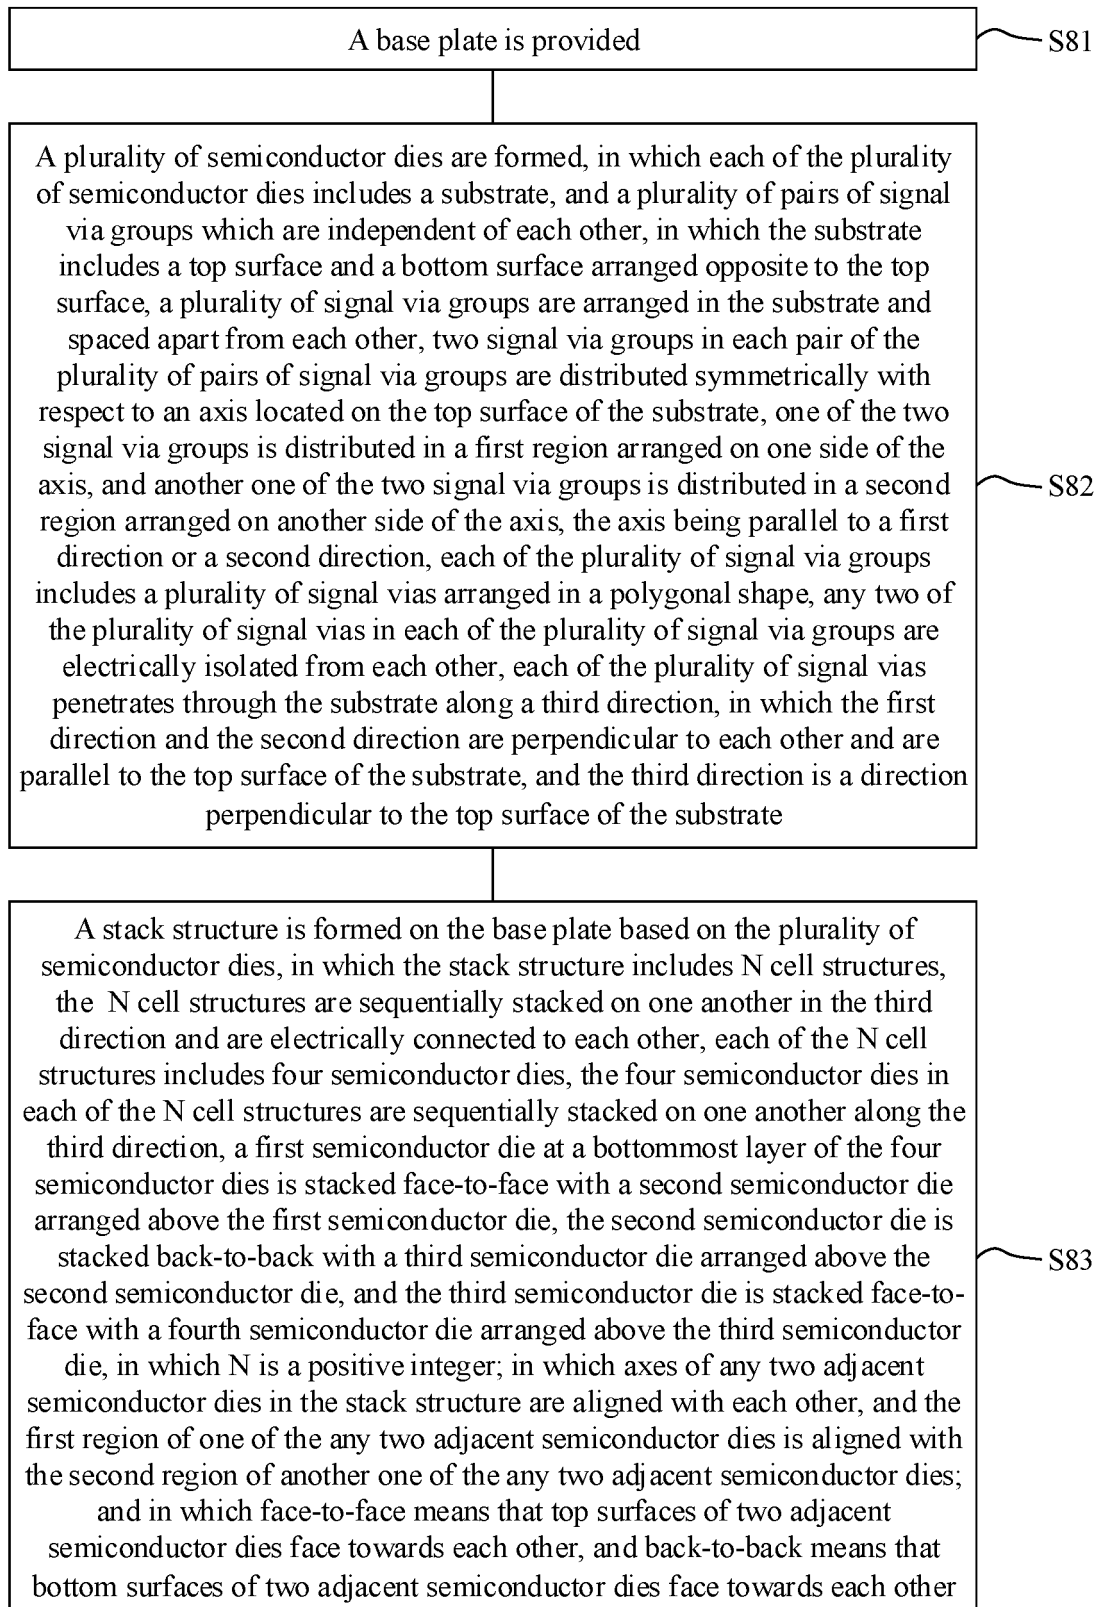 A base plate is provided
S81
A plurality of semiconductor dies are formed, in which each of the plurality
of semiconductor dies includes a substrate, and a plurality of pairs of signal
via groups which are independent of each other, in which the substrate
includes a top surface and a bottom surface arranged opposite to the top
surface, a plurality of signal via groups are arranged in the substrate and
spaced apart from each other, two signal via groups in each pair of the
plurality of pairs of signal via groups are distributed symmetrically with
respect to an axis located on the top surface of the substrate, one of the two
signal via groups is distributed in a first region arranged on one side of the
axis, and another one of the two signal via groups is distributed in a second
region arranged on another side of the axis, the axis being parallel to a first
direction or a second direction, each of the plurality of signal via groups
includes a plurality of signal vias arranged in a polygonal shape, any two of
the plurality of signal vias in each of the plurality of signal via groups are
electrically isolated from each other, each of the plurality of signal vias
penetrates through the substrate along a third direction, in which the first
direction and the second direction are perpendicular to each other and are
parallel to the top surface of the substrate, and the third direction is a direction
perpendicular to the top surface of the substrate
S82
A stack structure is formed on the base plate based on the plurality of
semiconductor dies, in which the stack structure includes N cell structures,
the N cell structures are sequentially stacked on one another in the third
direction and are electrically connected to each other, each of the N cell
structures includes four semiconductor dies, the four semiconductor dies in
each of the N cell structures are sequentially stacked on one another along the
third direction, a first semiconductor die at a bottommost layer of the four
semiconductor dies is stacked face-to-face with a second semiconductor die
arranged above the first semiconductor die, the second semiconductor die is
stacked back-to-back with a third semiconductor die arranged above the
second semiconductor die, and the third semiconductor die is stacked face-to-
face with a fourth semiconductor die arranged above the third semiconductor
die, in which N is a positive integer; in which axes of any two adjacent
semiconductor dies in the stack structure are aligned with each other, and the
first region of one of the any two adjacent semiconductor dies is aligned with
the second region of another one of the any two adjacent semiconductor dies;
and in which face-to-face means that top surfaces of two adjacent
semiconductor dies face towards each other, and back-to-back means that
bottom surfaces of two adjacent semiconductor dies face towards each other
S83